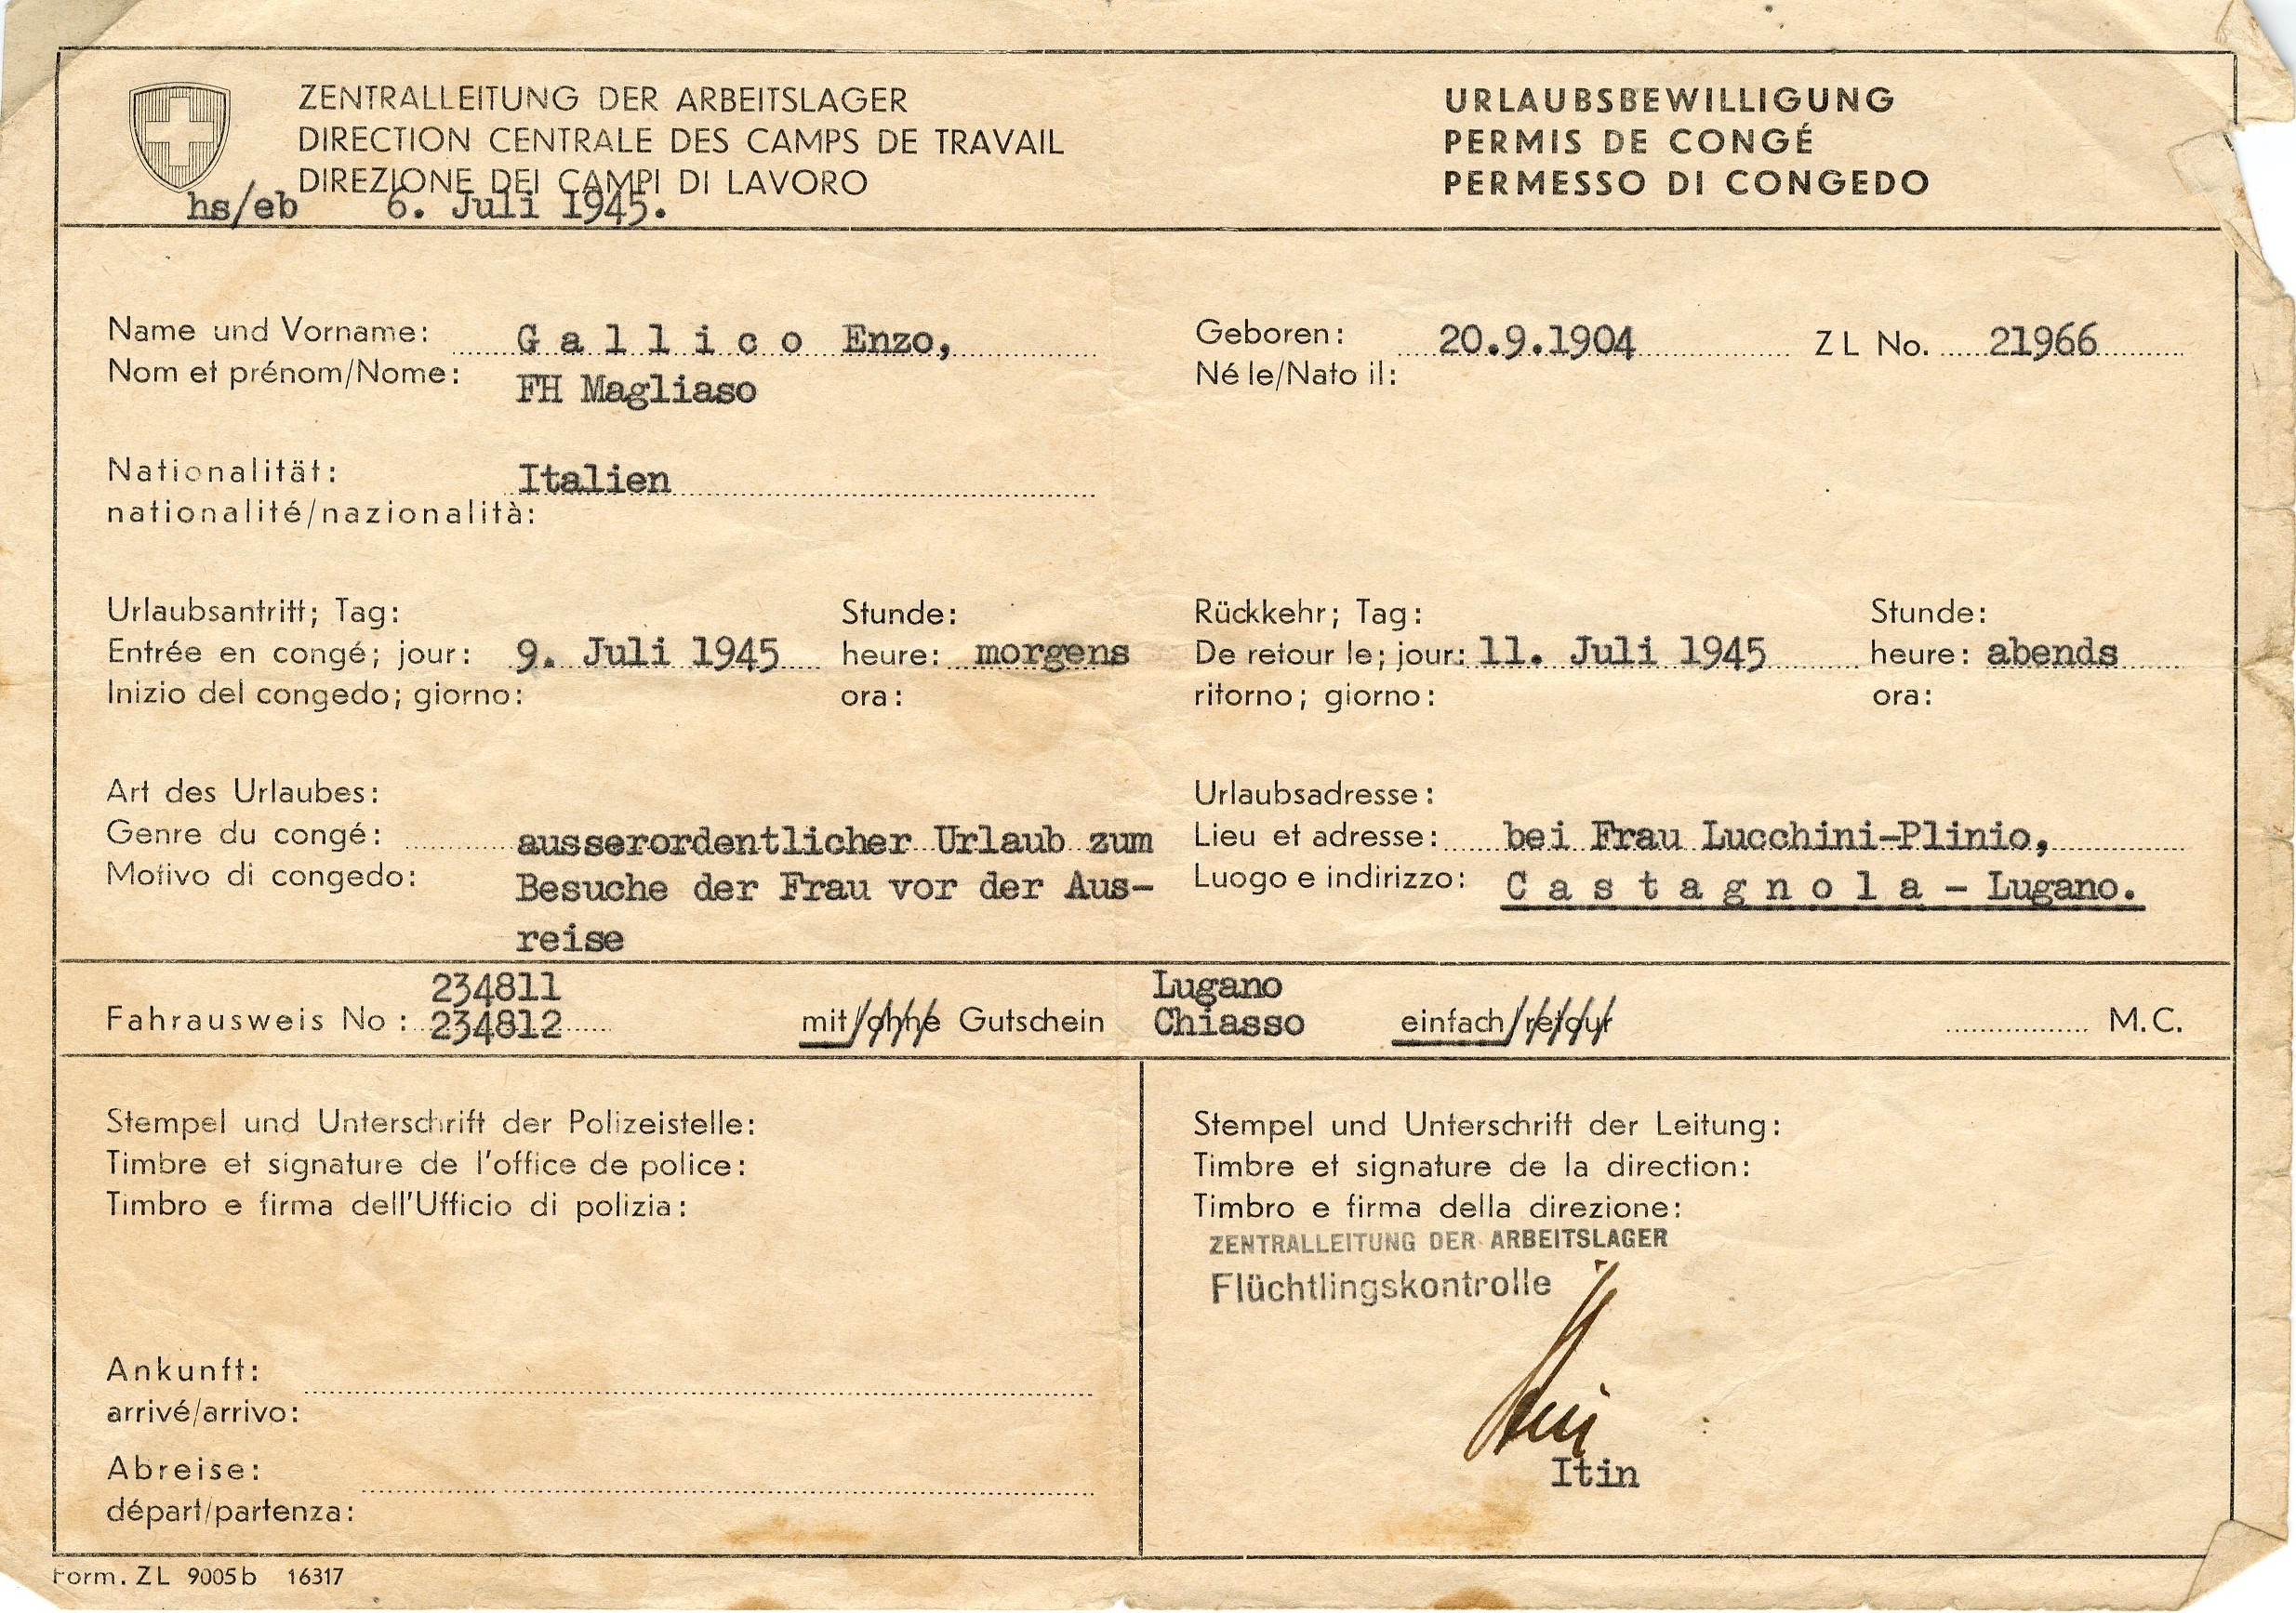 ZENTRALLEITUNG DER ARBEITSLAGER
DIRECTION CENTRALE DES CAMPS DE TRAVAIL
DIREZIONE DEI CAMPI DI LAVORO
hs/eb 6. Juli 1945.
URLAUBSBEWILLIGUNG
PERMIS DE CONGÉ
PERMESSO DI CONGEDO
Name und Vorname: G a l l i c o Enzo,
Nom et prénom/Nome: FH Magliaso
Geboren: 20.9.1904 ZL No. 21966
Né le/Nato il:
Nationalität: Italien
nationalité/nazionalità:
Urlaubsantritt; Tag: Stunde:
Entrée en congé; jour: 9. Juli 1945 heure: morgens
Inizio del congedo; giorno: ora:
Rückkehr; Tag: Stunde:
De retour le; jour: 11. Juli 1945 heure: abends
ritorno; giorno: ora:
Art des Urlaubes:
Genre du congé: ausserordentlicher Urlaub zum
Motivo di congedo: Besuche der Frau vor der Aus-
reise
Urlaubsadresse:
Lieu et adresse: bei Frau Lucchini-Plinio,
Luogo e indirizzo: C a s t a g n o l a - Lugano.
234811 Lugano
Fahrausweis No: 234812 mit/ohne Gutschein Chiasso einfach/retour M.C.
Stempel und Unterschrift der Polizeistelle:
Timbre et signature de l'office de police:
Timbro e firma dell'Ufficio di polizia:
Ankunft:
arrivé/arrivo:
Abreise:
départ/partenza:
Stempel und Unterschrift der Leitung:
Timbre et signature de la direction:
Timbro e firma della direzione:
ZENTRALLEITUNG DER ARBEITSLAGER
Flüchtlingskontrolle
Itin
Form. ZL 9005b 16317